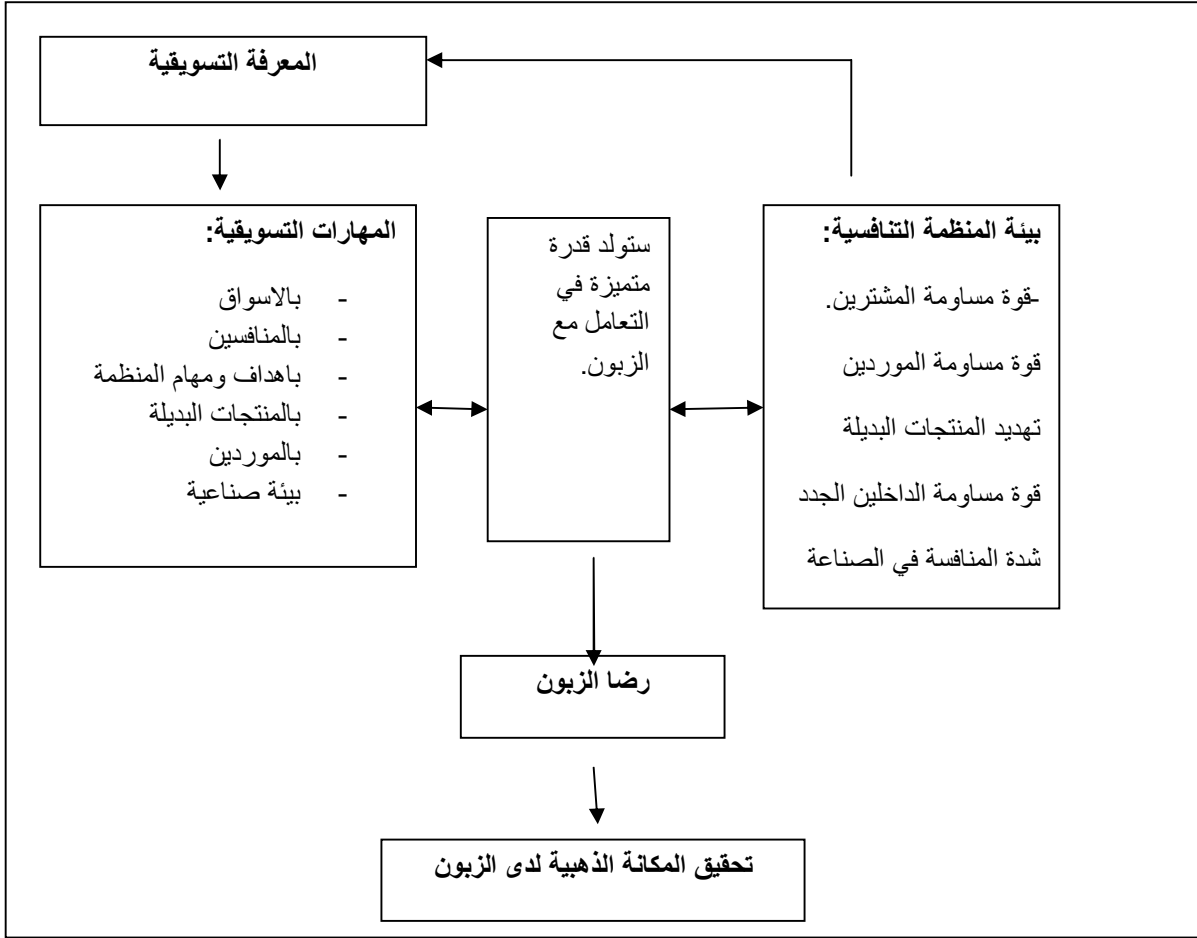 المعرفة التسويقية
بيئة المنظمة التنافسية:
-قوة مساومة المشترين.
قوة مساومة الموردين
تهديد المنتجات البديلة
قوة مساومة الداخلين الجدد
شدة المنافسة في الصناعة
ستولد قدرة
متميزة في
التعامل مع
الزبون.
المهارات التسويقية:
- بالاسواق
- بالمنافسين
- باهداف ومهام المنظمة
- بالمنتجات البديلة
- بالموردين
- بيئة صناعية
رضا الزبون
تحقيق المكانة الذهبية لدى الزبون